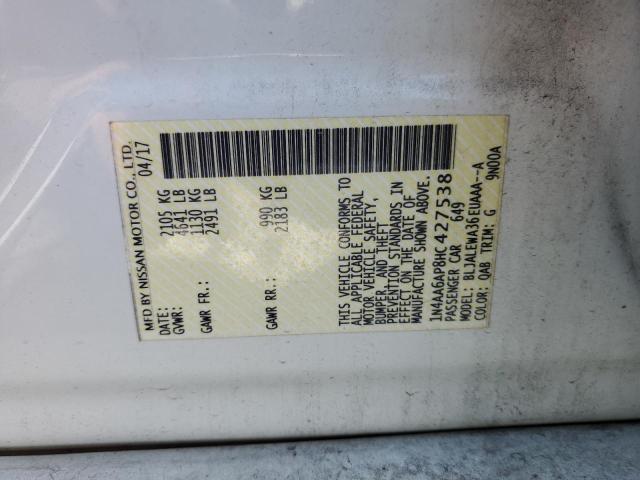 MFD BY NISSAN MOTOR CO., LTD.
DATE: 04/17
GVWR: 2105 KG
4641 LB
GAWR FR.: 1130 KG
2491 LB
GAWR RR.: 990 KG
2183 LB
THIS VEHICLE CONFORMS TO
ALL APPLICABLE FEDERAL
MOTOR VEHICLE SAFETY,
BUMPER, AND THEFT
PREVENTION STANDARDS IN
EFFECT ON THE DATE OF
MANUFACTURE SHOWN ABOVE.
1N4AA6AP8HC427538
PASSENGER CAR 649
MODEL: BLJALEWA36EUAAA--A
COLOR: QAB TRIM: G 9N00A